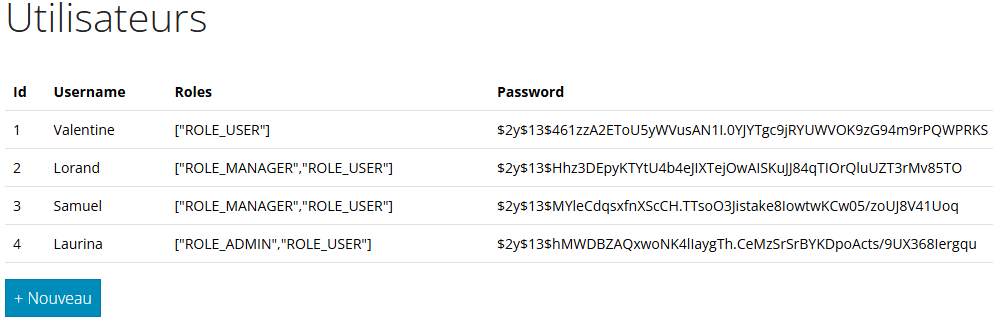 Utilisateurs
Id Username Roles Password
1 Valentine ["ROLE_USER"] $2y$13$461zzA2EToU5yWVusAN1I.0YJYTgc9jRYUWVOK9zG94m9rPQWPRKS
2 Lorand ["ROLE_MANAGER","ROLE_USER"] $2y$13$Hhz3DEpyKTYtU4b4eJIXTejOwAISKuJJ84qTIOrQluUZT3rMv85TO
3 Samuel ["ROLE_MANAGER","ROLE_USER"] $2y$13$MYleCdqsxfnXScCH.TTsoO3Jistake8IowtwKCw05/zoUJ8V41Uoq
4 Laurina ["ROLE_ADMIN","ROLE_USER"] $2y$13$hMWDBZAQxwoNK4lIaygTh.CeMzSrSrBYKDpoActs/9UX368Iergqu
+ Nouveau